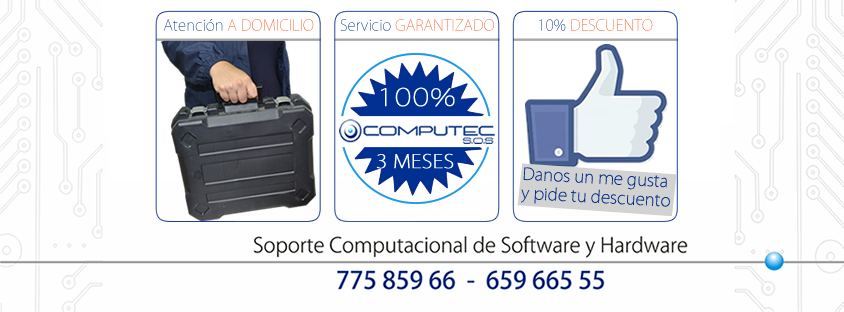 Atención A DOMICILIO
Servicio GARANTIZADO
100%
COMPUTEC
S.O.S
3 MESES
10% DESCUENTO
Danos un me gusta
y pide tu descuento
Soporte Computacional de Software y Hardware
775 859 66 - 659 665 55